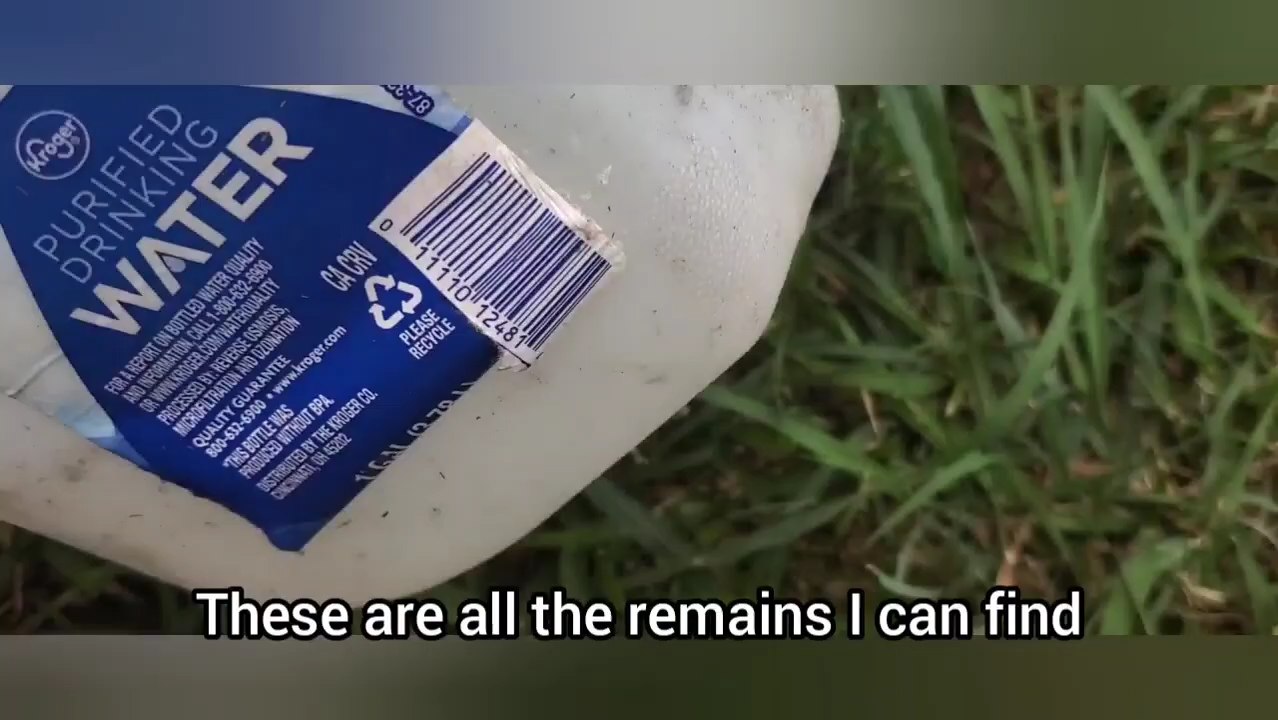 Kroger
PURIFIED
DRINKING
WATER
FOR A REPORT ON BOTTLED WATER QUALITY
AND INFORMATION, CALL 1-800-632-6900
OR WWW.KROGER.COM/WATERQUALITY
PROCESSED BY REVERSE OSMOSIS,
MICROFILTRATION AND OZONATION
QUALITY GUARANTEE
800-632-6900 • www.kroger.com
*THIS BOTTLE WAS
PRODUCED WITHOUT BPA.
DISTRIBUTED BY THE KROGER CO.
CINCINNATI, OH 45202
CA CRV
PLEASE
RECYCLE
0 11110 12481
1 GAL
These are all the remains I can find